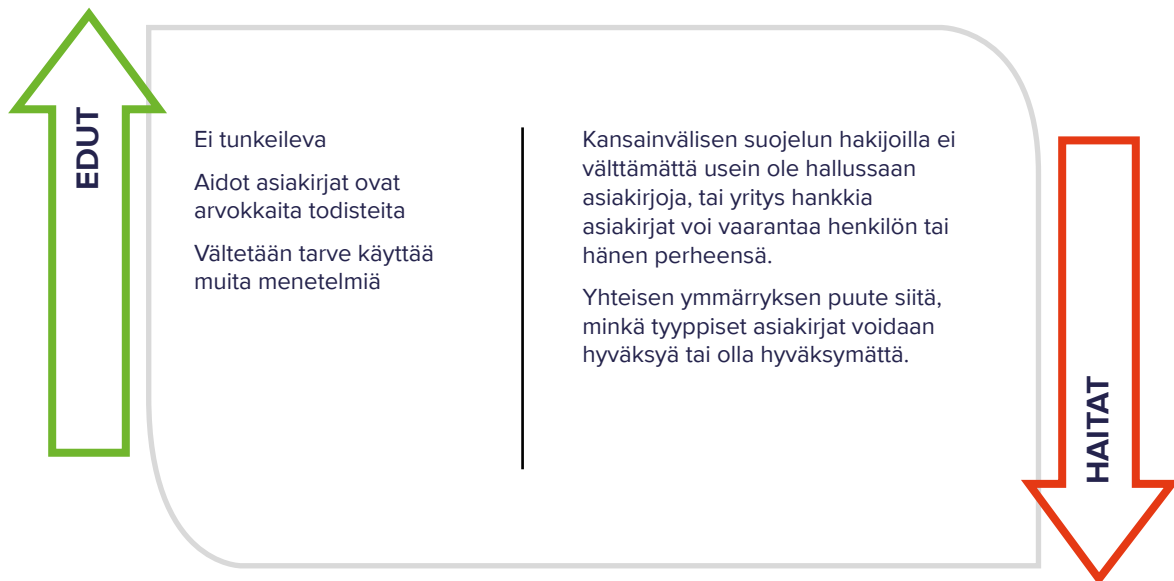 EDUT
Ei tunkeileva
Aidot asiakirjat ovat
arvokkaita todisteita
Vältetään tarve käyttää
muita menetelmiä
Kansainvälisen suojelun hakijoilla ei
välttämättä usein ole hallussaan
asiakirjoja, tai yritys hankkia
asiakirjat voi vaarantaa henkilön tai
hänen perheensä.
Yhteisen ymmärryksen puute siitä,
minkä tyyppiset asiakirjat voidaan
hyväksyä tai olla hyväksymättä.
HAITAT